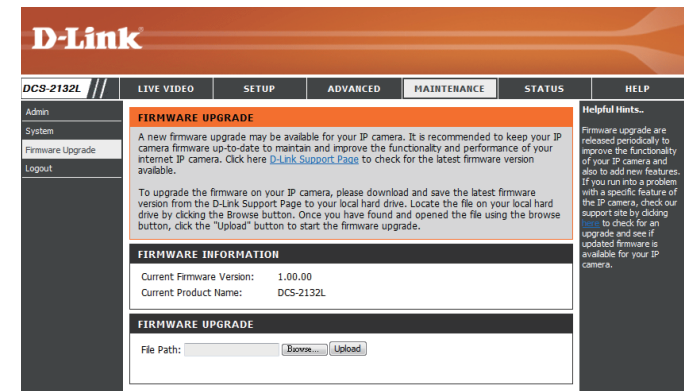 D-Link
DCS-2132L
LIVE VIDEO
SETUP
ADVANCED
MAINTENANCE
STATUS
HELP
Admin
System
Firmware Upgrade
Logout
FIRMWARE UPGRADE
A new firmware upgrade may be available for your IP camera. It is recommended to keep your IP
camera firmware up-to-date to maintain and improve the functionality and performance of your
internet IP camera. Click here D-Link Support Page to check for the latest firmware version
available.
To upgrade the firmware on your IP camera, please download and save the latest firmware
version from the D-Link Support Page to your local hard drive. Locate the file on your local hard
drive by clicking the Browse button. Once you have found and opened the file using the browse
button, click the "Upload" button to start the firmware upgrade.
FIRMWARE INFORMATION
Current Firmware Version: 1.00.00
Current Product Name: DCS-2132L
FIRMWARE UPGRADE
File Path: Browse... Upload
Helpful Hints..
Firmware upgrade are
released periodically to
improve the functionality
of your IP camera and
also to add new features.
If you run into a problem
with a specific feature of
the IP camera, check our
support site by clicking
here to check for an
upgrade and see if
updated firmware is
available for your IP
camera.